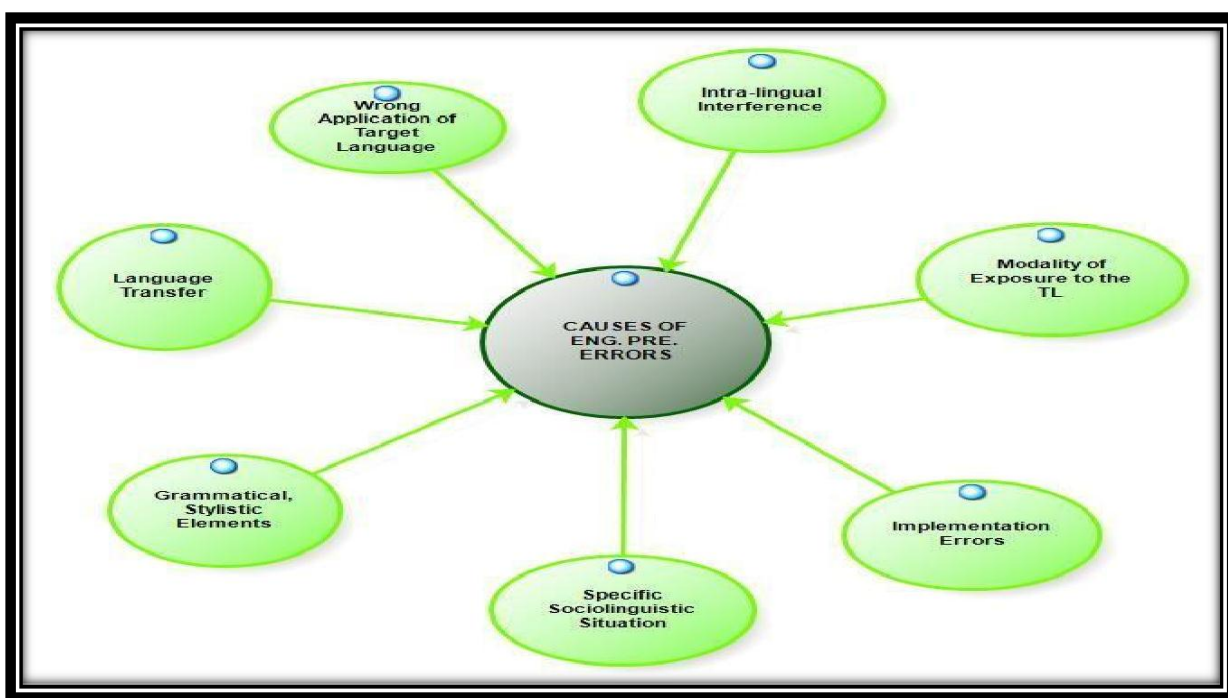 Intra-lingual
Interference
Wrong
Application of
Target
Language
Modality of
Exposure to the
TL
Language
Transfer
CAUSES OF
ENG. PRE.
ERRORS
Grammatical,
Stylistic
Elements
Implementation
Errors
Specific
Sociolinguistic
Situation